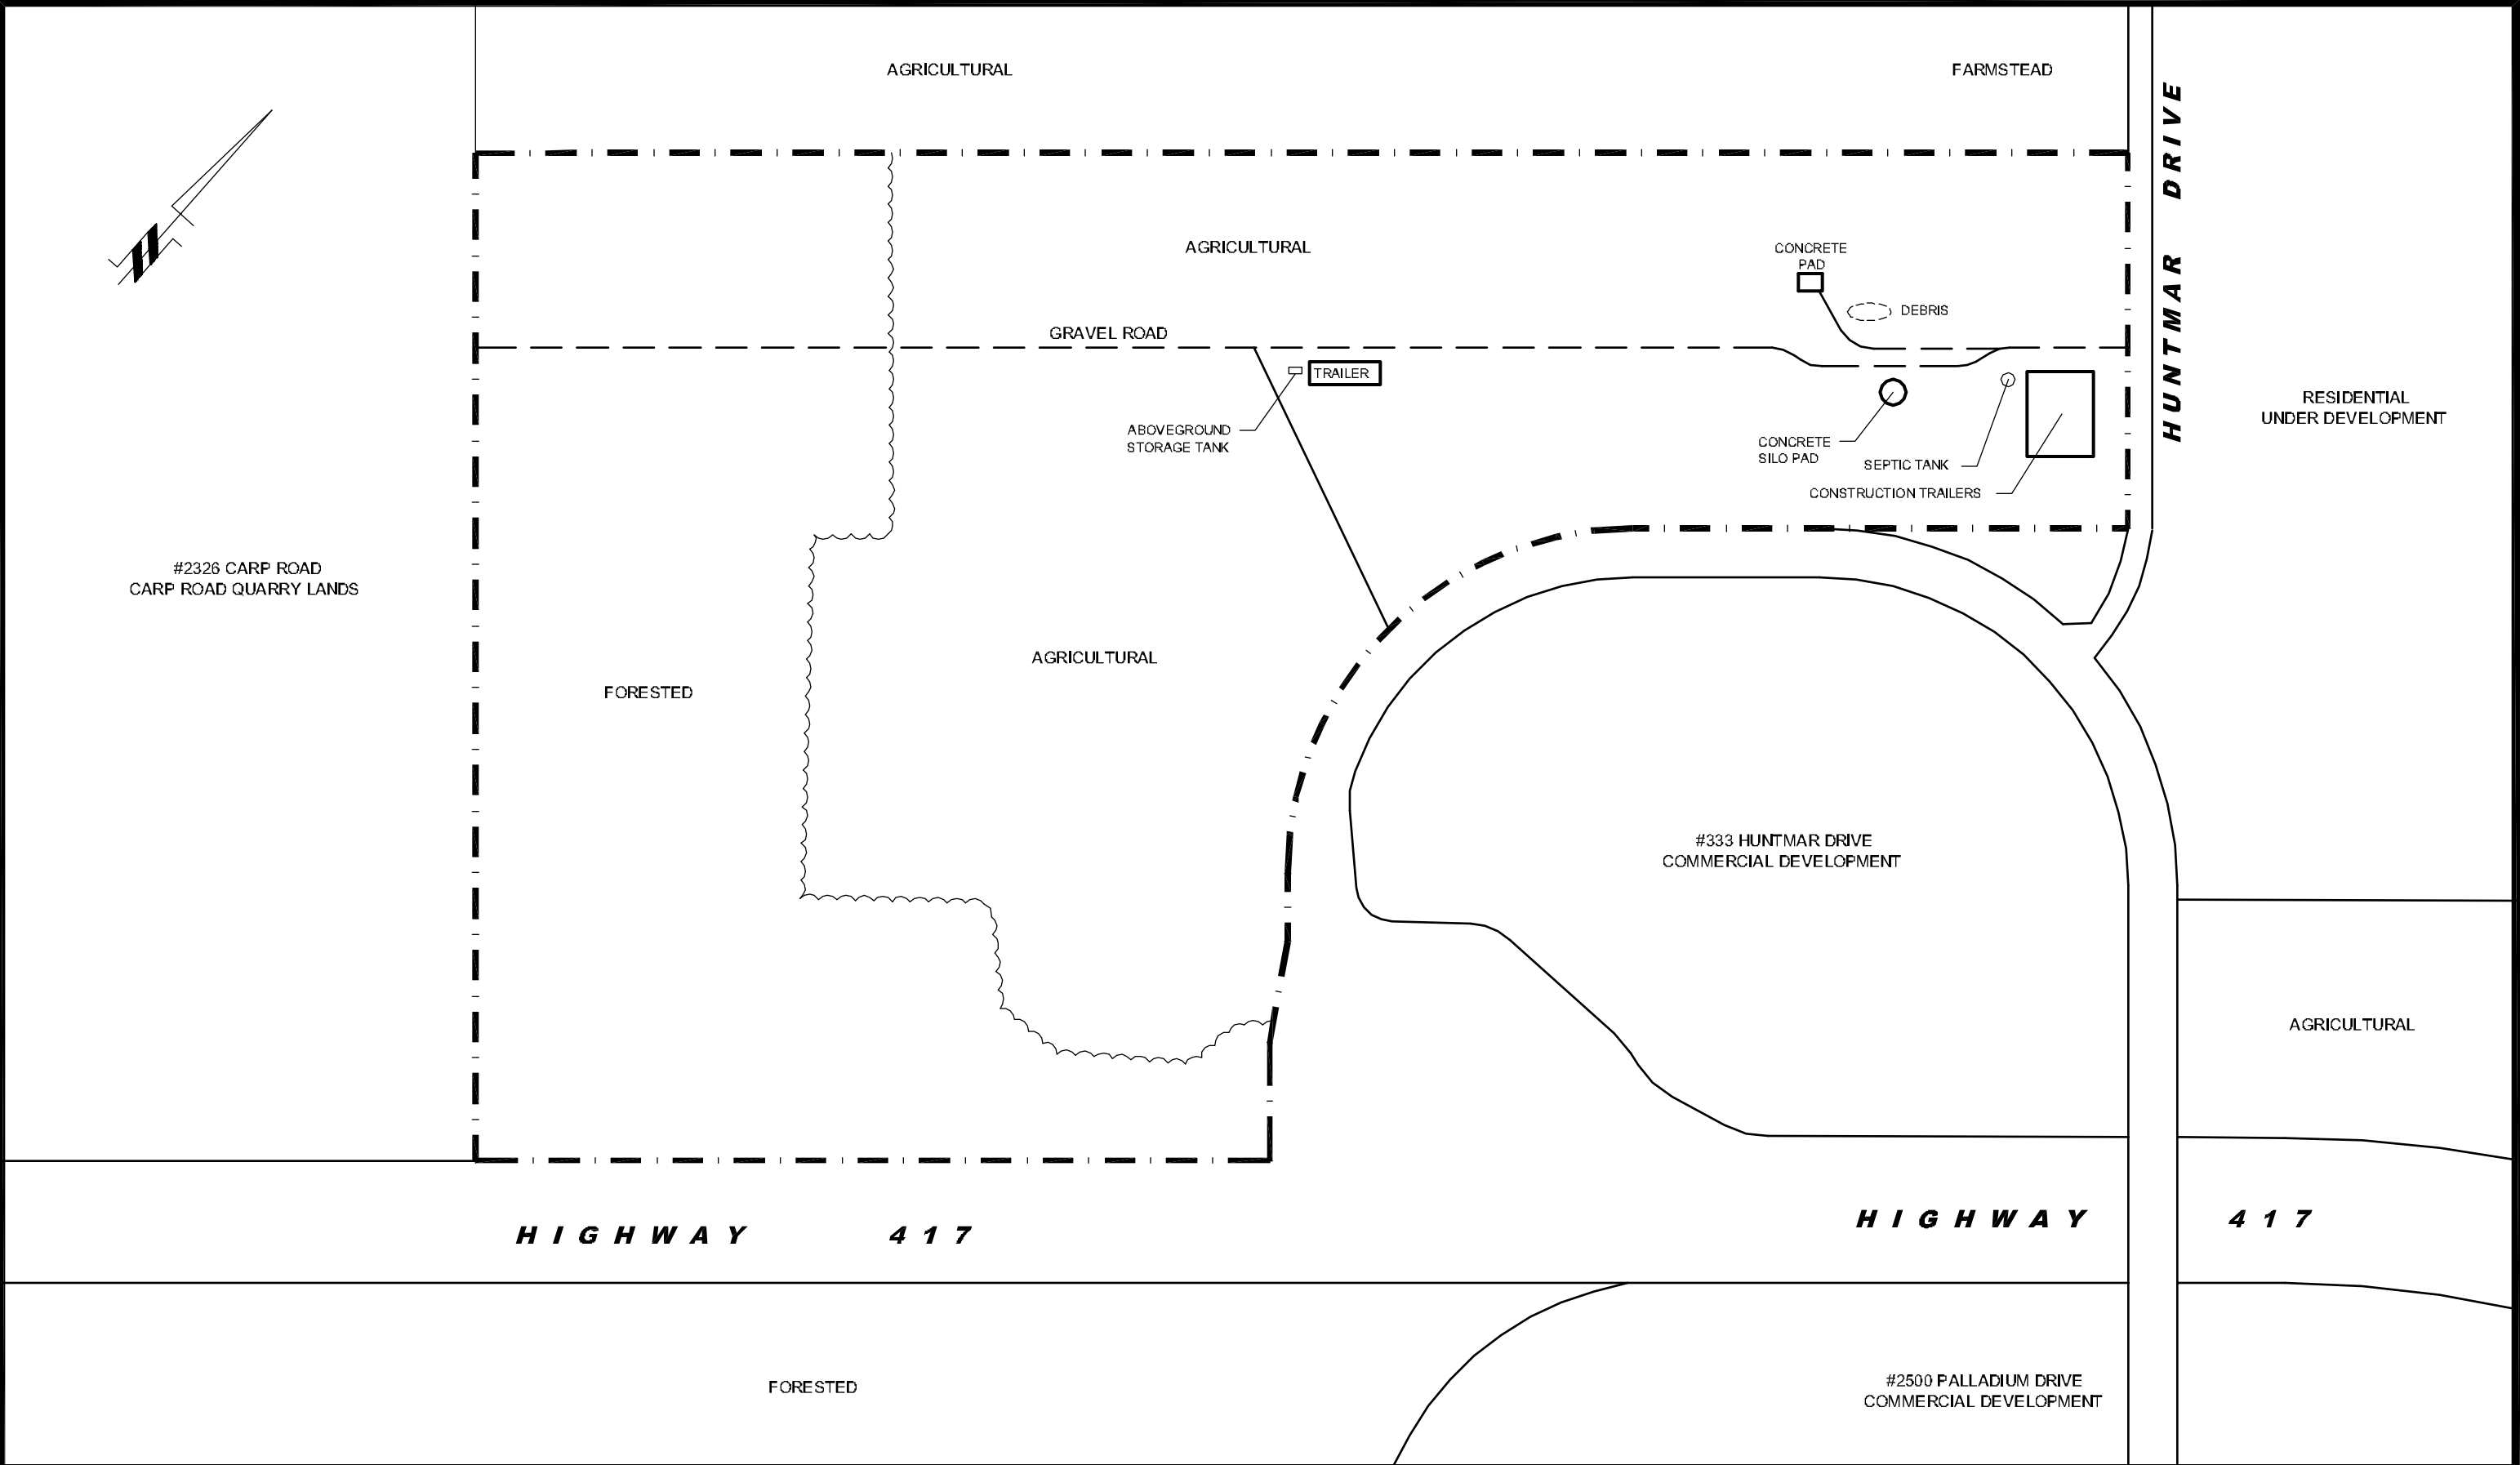 AGRICULTURAL
FARMSTEAD
HUNTMAR DRIVE
AGRICULTURAL
CONCRETE
PAD
DEBRIS
GRAVEL ROAD
TRAILER
ABOVEGROUND
STORAGE TANK
CONCRETE
SILO PAD
SEPTIC TANK
CONSTRUCTION TRAILERS
RESIDENTIAL
UNDER DEVELOPMENT
#2326 CARP ROAD
CARP ROAD QUARRY LANDS
FORESTED
AGRICULTURAL
#333 HUNTMAR DRIVE
COMMERCIAL DEVELOPMENT
AGRICULTURAL
HIGHWAY 417
HIGHWAY 417
FORESTED
#2500 PALLADIUM DRIVE
COMMERCIAL DEVELOPMENT